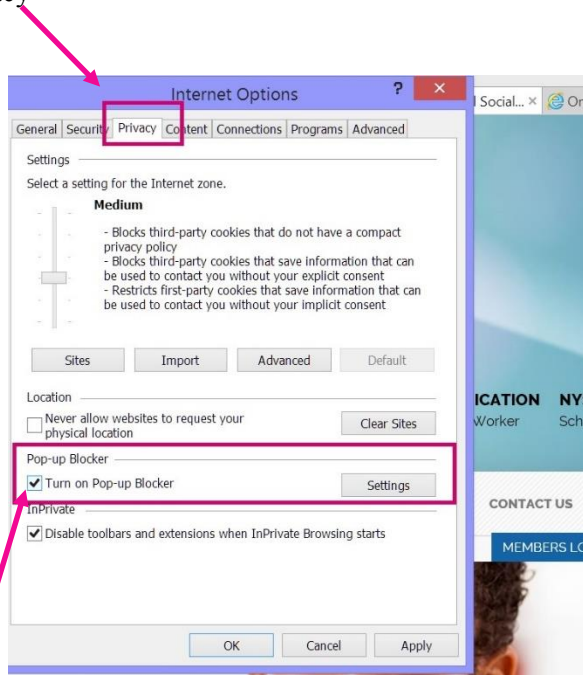 Internet Options ? ×
Social... × Or
General Security Privacy Content Connections Programs Advanced
Settings
Select a setting for the Internet zone.
Medium
- Blocks third-party cookies that do not have a compact
privacy policy
- Blocks third-party cookies that save information that can
be used to contact you without your explicit consent
- Restricts first-party cookies that save information that can
be used to contact you without your implicit consent
Sites Import Advanced Default
Location
Never allow websites to request your
physical location
Clear Sites
Pop-up Blocker
Turn on Pop-up Blocker
Settings
InPrivate
Disable toolbars and extensions when InPrivate Browsing starts
OK Cancel Apply
ICATION NY
Worker Sch
CONTACT US
MEMBERS LO